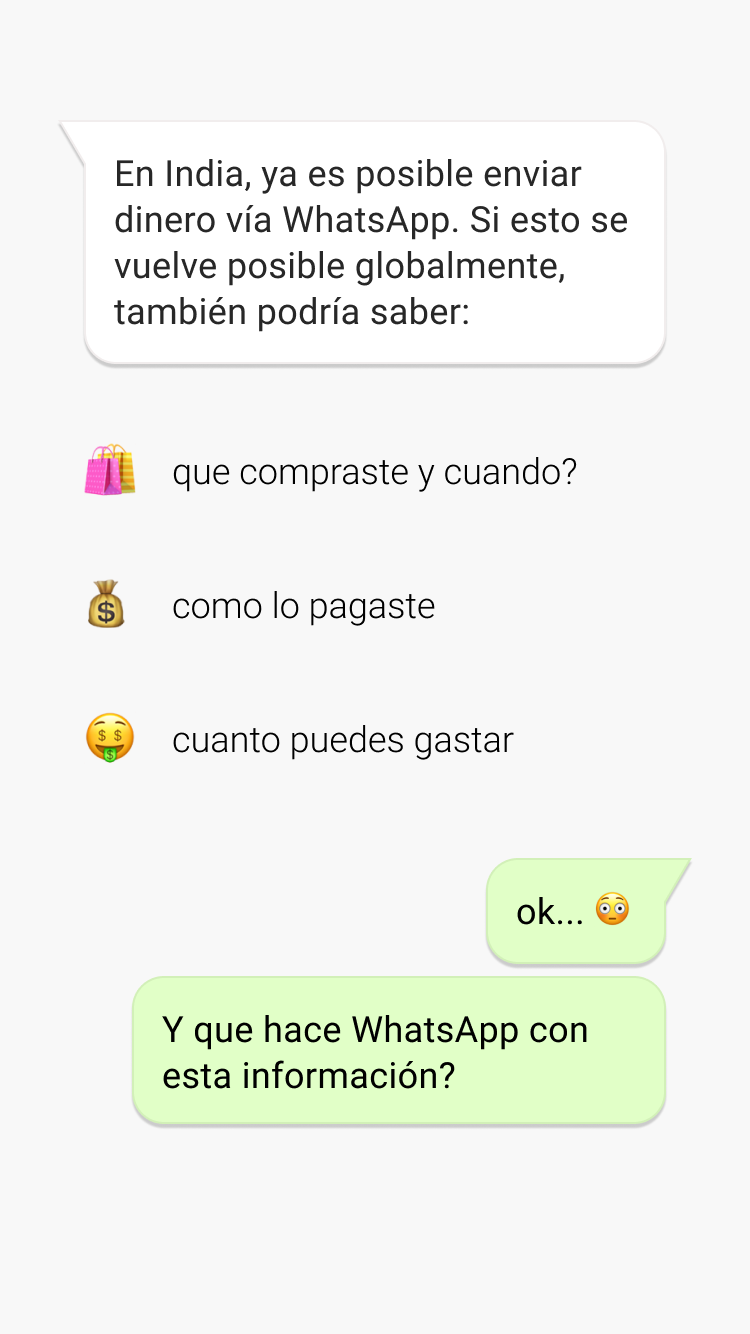 En India, ya es posible enviar
dinero vía WhatsApp. Si esto se
vuelve posible globalmente,
también podría saber:
que compraste y cuando?
como lo pagaste
cuanto puedes gastar
ok... 😳
Y que hace WhatsApp con
esta información?